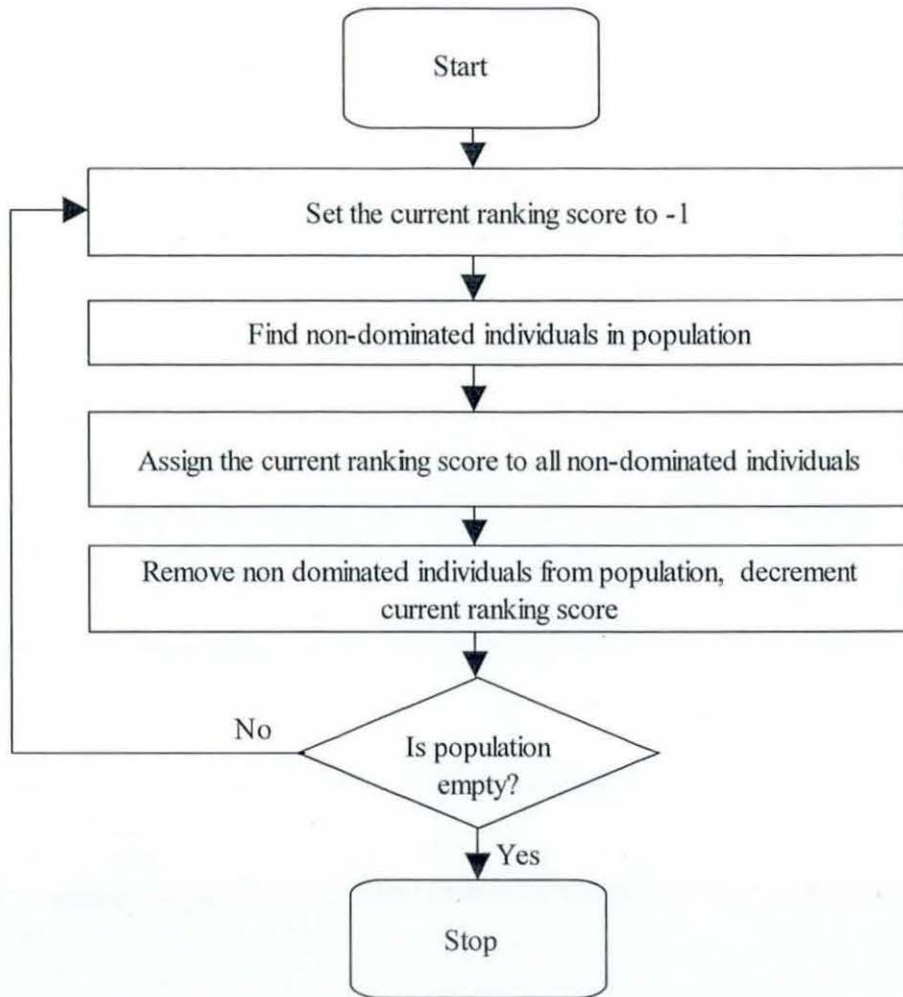 Start
Set the current ranking score to -1
Find non-dominated individuals in population
Assign the current ranking score to all non-dominated individuals
Remove non dominated individuals from population, decrement
current ranking score
No
Is population
empty?
Yes
Stop